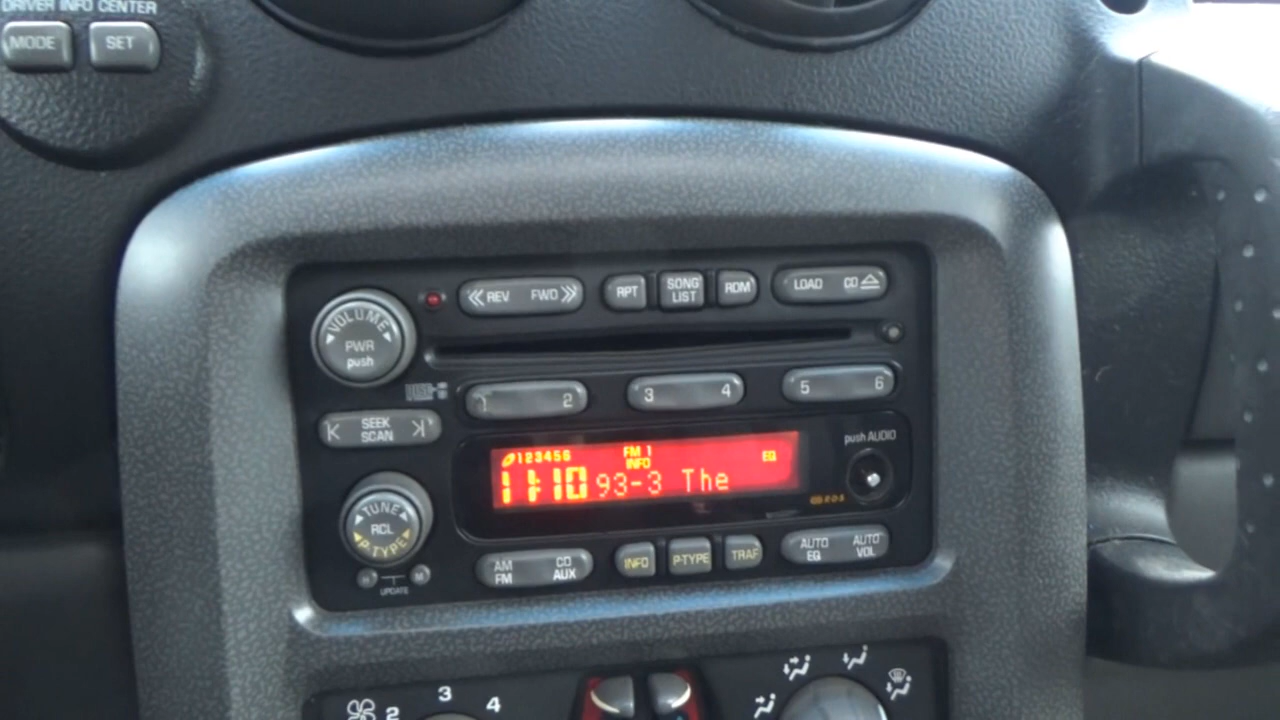 DRIVER INFO CENTER
MODE SET
REV FWD
RPT
SONG LIST
RDM
LOAD CD
VOLUME
PWR
push
1 2
3 4
5 6
SEEK
SCAN
push AUDIO
123456 FM 1 EQ
INFO
11:10 93-3 The
TUNE
RCL
P-TYPE
UPDATE
AM
FM
CD
AUX
INFO
P-TYPE
TRAF
AUTO
EQ
AUTO
VOL
2 3 4